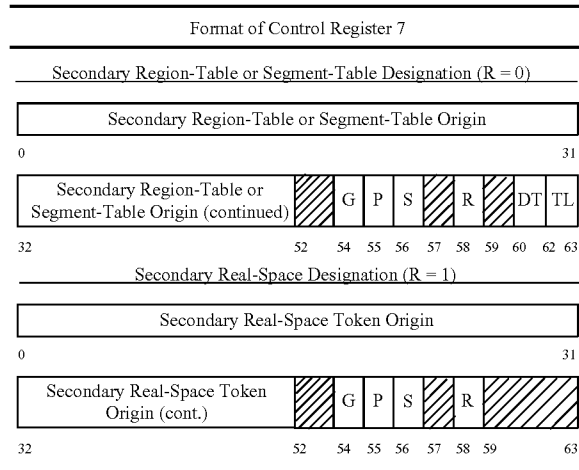 Format of Control Register 7
Secondary Region-Table or Segment-Table Designation (R = 0)
Secondary Region-Table or Segment-Table Origin
0 31
Secondary Region-Table or
Segment-Table Origin (continued) G P S R DT TL
32 52 54 55 56 57 58 59 60 62 63
Secondary Real-Space Designation (R = 1)
Secondary Real-Space Token Origin
0 31
Secondary Real-Space Token
Origin (cont.) G P S R
32 52 54 55 56 57 58 59 63